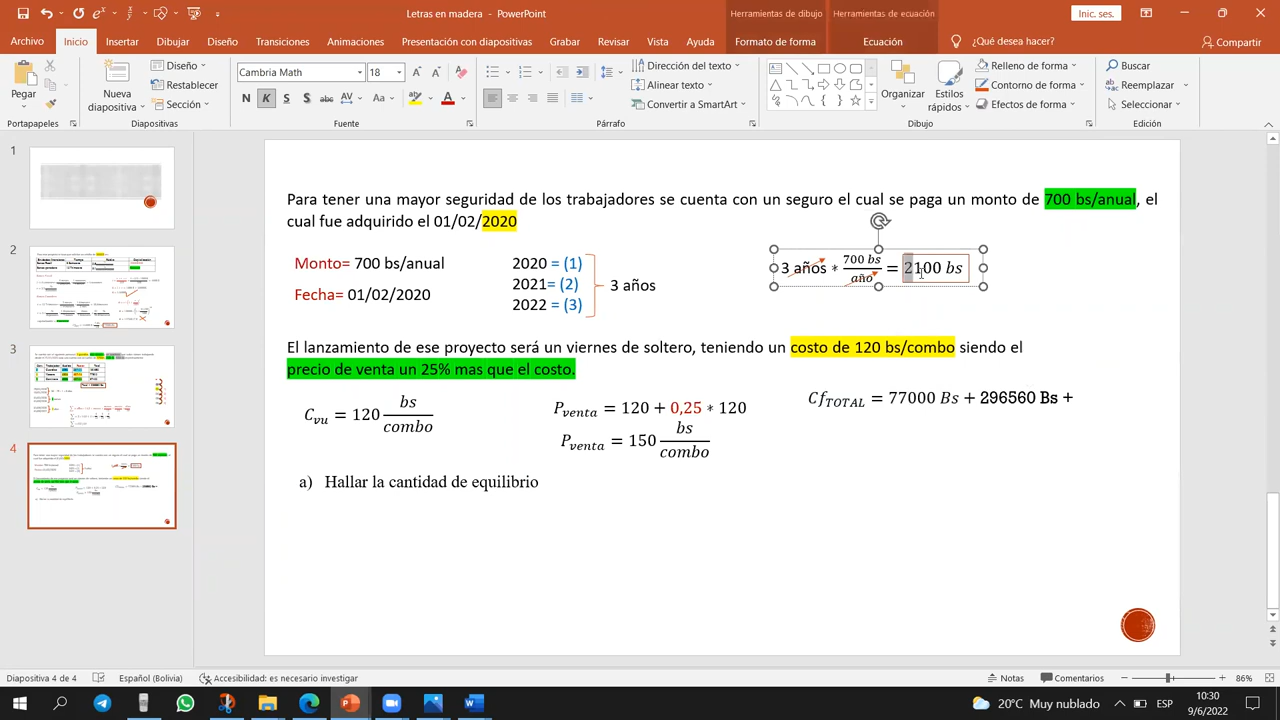 Letras en madera - PowerPoint
Herramientas de dibujo
Herramientas de ecuación
Inic. ses.
Archivo
Inicio
Insertar
Dibujar
Diseño
Transiciones
Animaciones
Presentación con diapositivas
Grabar
Revisar
Vista
Ayuda
Formato de forma
Ecuación
¿Qué desea hacer?
Compartir
Pegar
Nueva diapositiva
Diseño
Restablecer
Sección
Cambria Math
18
N K S S abc AV Aa A
Dirección del texto
Alinear texto
Convertir a SmartArt
Organizar
Estilos rápidos
Relleno de forma
Contorno de forma
Efectos de forma
Buscar
Reemplazar
Seleccionar
Portapapeles
Diapositivas
Fuente
Párrafo
Dibujo
Edición
1
2
3
4
Para tener una mayor seguridad de los trabajadores se cuenta con un seguro el cual se paga un monto de 700 bs/anual, el
cual fue adquirido el 01/02/2020
Monto= 700 bs/anual
Fecha= 01/02/2020
2020 = (1)
2021= (2)
2022 = (3)
3 años
3 años ∗ 700 bs / año = 2100 bs
El lanzamiento de ese proyecto será un viernes de soltero, teniendo un costo de 120 bs/combo siendo el
precio de venta un 25% mas que el costo.
C_vu = 120 bs / combo
P_venta = 120 + 0,25 ∗ 120
P_venta = 150 bs / combo
Cf_TOTAL = 77000 Bs + 296560 Bs +
a) Hallar la cantidad de equilibrio
Diapositiva 4 de 4
Español (Bolivia)
Accesibilidad: es necesario investigar
Notas
Comentarios
86%
20°C Muy nublado
ESP
10:30
9/6/2022